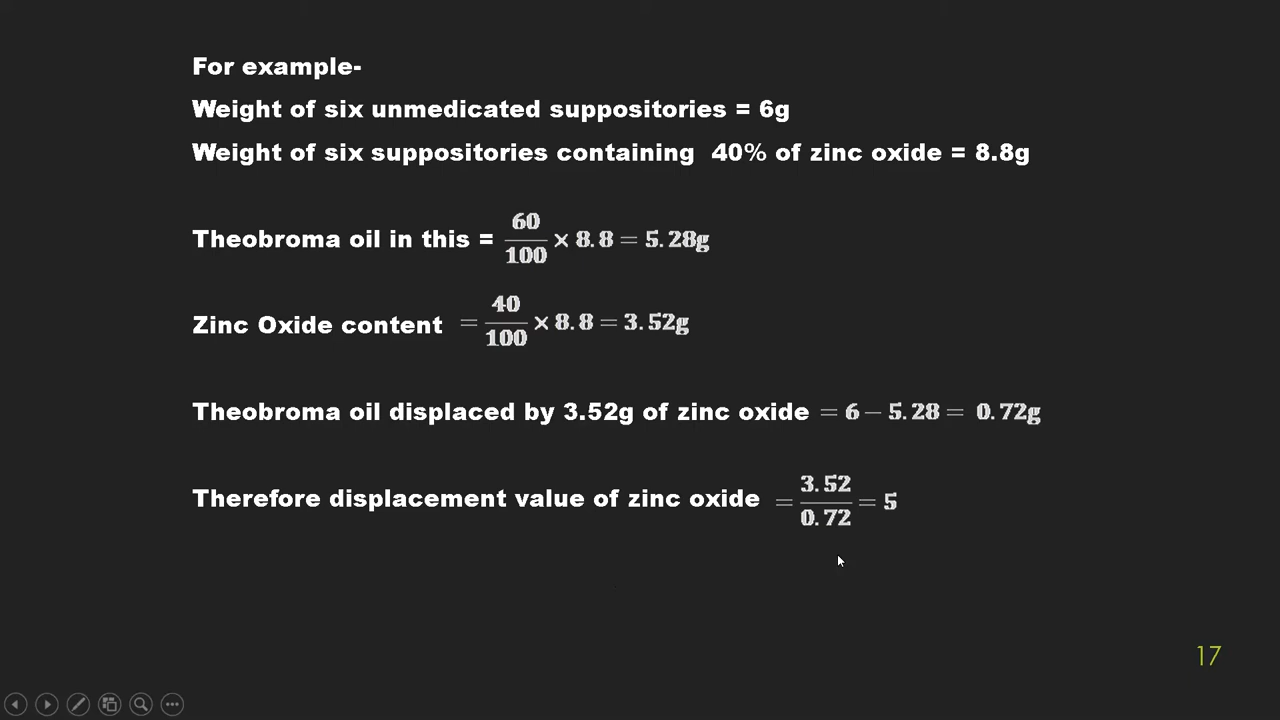 For example-
Weight of six unmedicated suppositories = 6g
Weight of six suppositories containing 40% of zinc oxide = 8.8g
Theobroma oil in this = 60/100 × 8.8 = 5.28g
Zinc Oxide content = 40/100 × 8.8 = 3.52g
Theobroma oil displaced by 3.52g of zinc oxide = 6 − 5.28 = 0.72g
Therefore displacement value of zinc oxide = 3.52/0.72 = 5
17